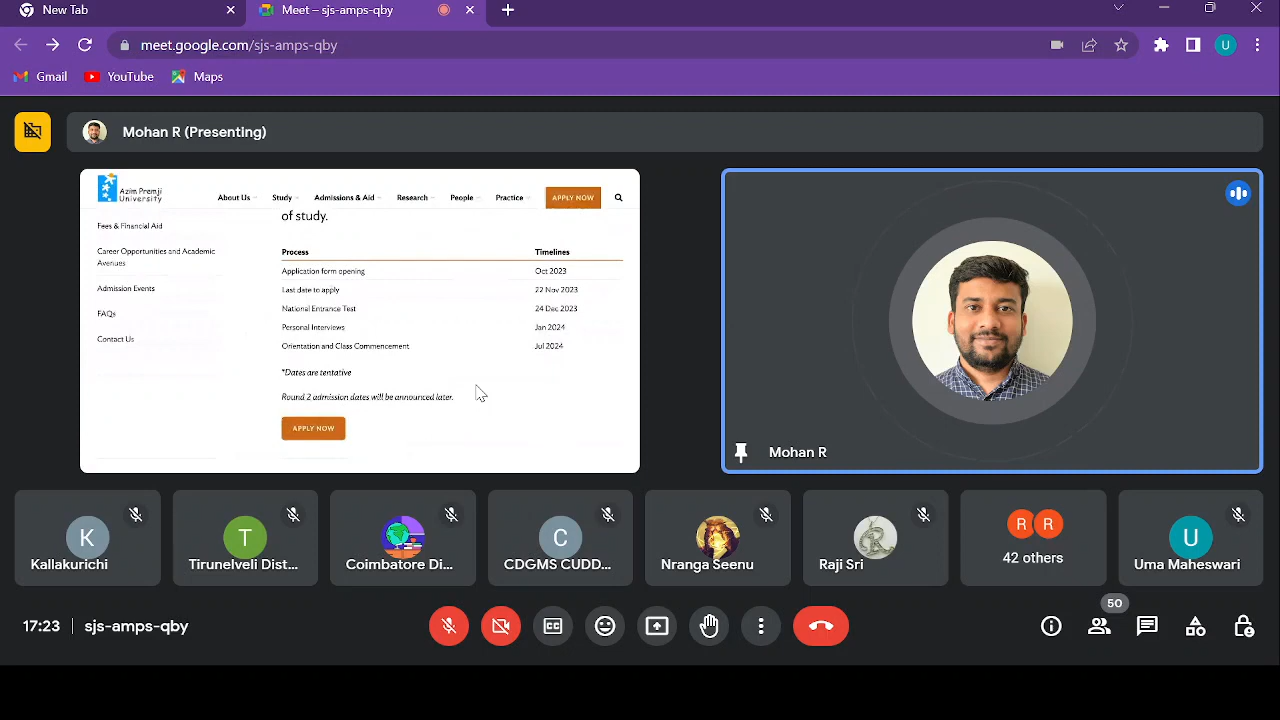 New Tab
Meet – sjs-amps-qby
meet.google.com/sjs-amps-qby
U
Gmail
YouTube
Maps
Mohan R (Presenting)
Azim Premji
University
About Us
Study
Admissions & Aid
Research
People
Practice
APPLY NOW
of study.
Fees & Financial Aid
Career Opportunities and Academic
Avenues
Admission Events
FAQs
Contact Us
Process Timelines
Application form opening Oct 2023
Last date to apply 22 Nov 2023
National Entrance Test 24 Dec 2023
Personal Interviews Jan 2024
Orientation and Class Commencement Jul 2024
*Dates are tentative
Round 2 admission dates will be announced later.
APPLY NOW
Mohan R
K
Kallakurichi
T
Tirunelveli Dist...
Coimbatore Di...
C
CDGMS CUDD...
Nranga Seenu
Raji Sri
R R
42 others
U
Uma Maheswari
17:23 | sjs-amps-qby
50